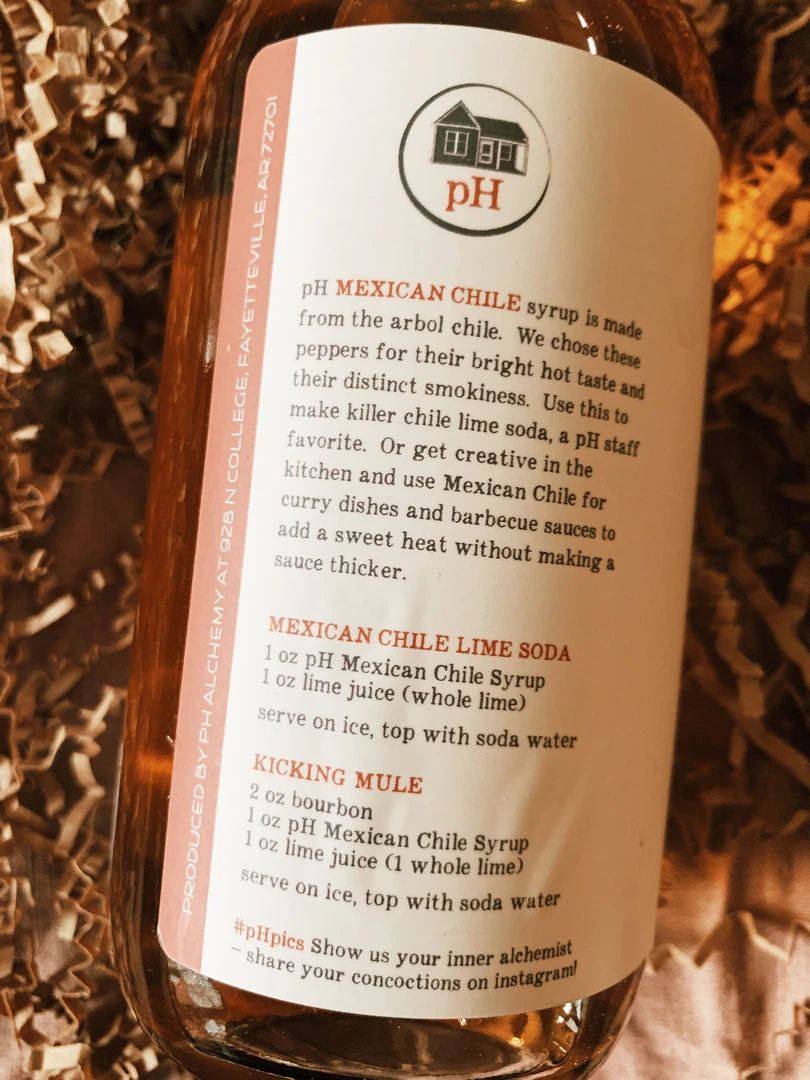 pH
pH MEXICAN CHILE syrup is made
from the arbol chile. We chose these
peppers for their bright hot taste and
their distinct smokiness. Use this to
make killer chile lime soda, a pH staff
favorite. Or get creative in the
kitchen and use Mexican Chile for
curry dishes and barbecue sauces to
add a sweet heat without making a
sauce thicker.
MEXICAN CHILE LIME SODA
1 oz pH Mexican Chile Syrup
1 oz lime juice (whole lime)
serve on ice, top with soda water
KICKING MULE
2 oz bourbon
1 oz pH Mexican Chile Syrup
1 oz lime juice (1 whole lime)
serve on ice, top with soda water
#pHpics Show us your inner alchemist
– share your concoctions on instagram!
PRODUCED BY PH ALCHEMY AT 928 N COLLEGE, FAYETTEVILLE, AR 72701